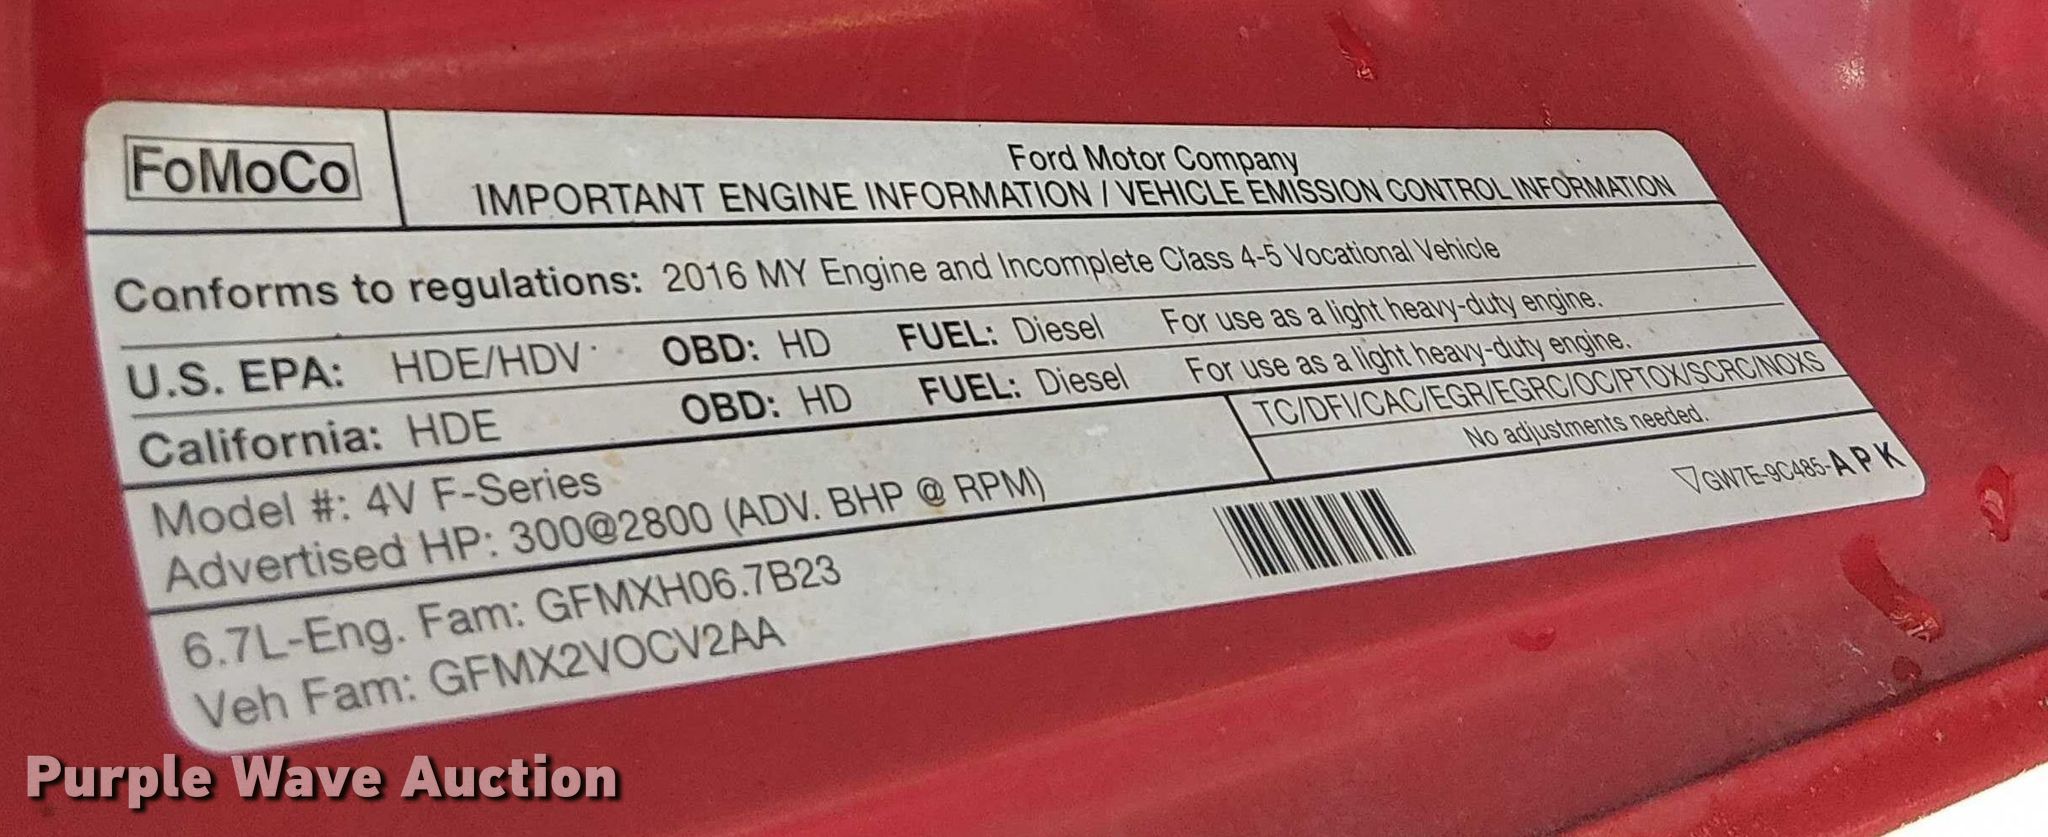 FoMoCo
Ford Motor Company
IMPORTANT ENGINE INFORMATION / VEHICLE EMISSION CONTROL INFORMATION
Conforms to regulations: 2016 MY Engine and Incomplete Class 4-5 Vocational Vehicle
U.S. EPA: HDE/HDV OBD: HD FUEL: Diesel For use as a light heavy-duty engine.
California: HDE OBD: HD FUEL: Diesel For use as a light heavy-duty engine.
Model #: 4V F-Series
Advertised HP: 300@2800 (ADV. BHP @ RPM)
TC/DFI/CAC/EGR/EGRC/OC/PTOX/SCRC/NOXS
No adjustments needed.
6.7L-Eng. Fam: GFMXH06.7B23
Veh Fam: GFMX2VOCV2AA
▽GW7E-9C485-APK
Purple Wave Auction